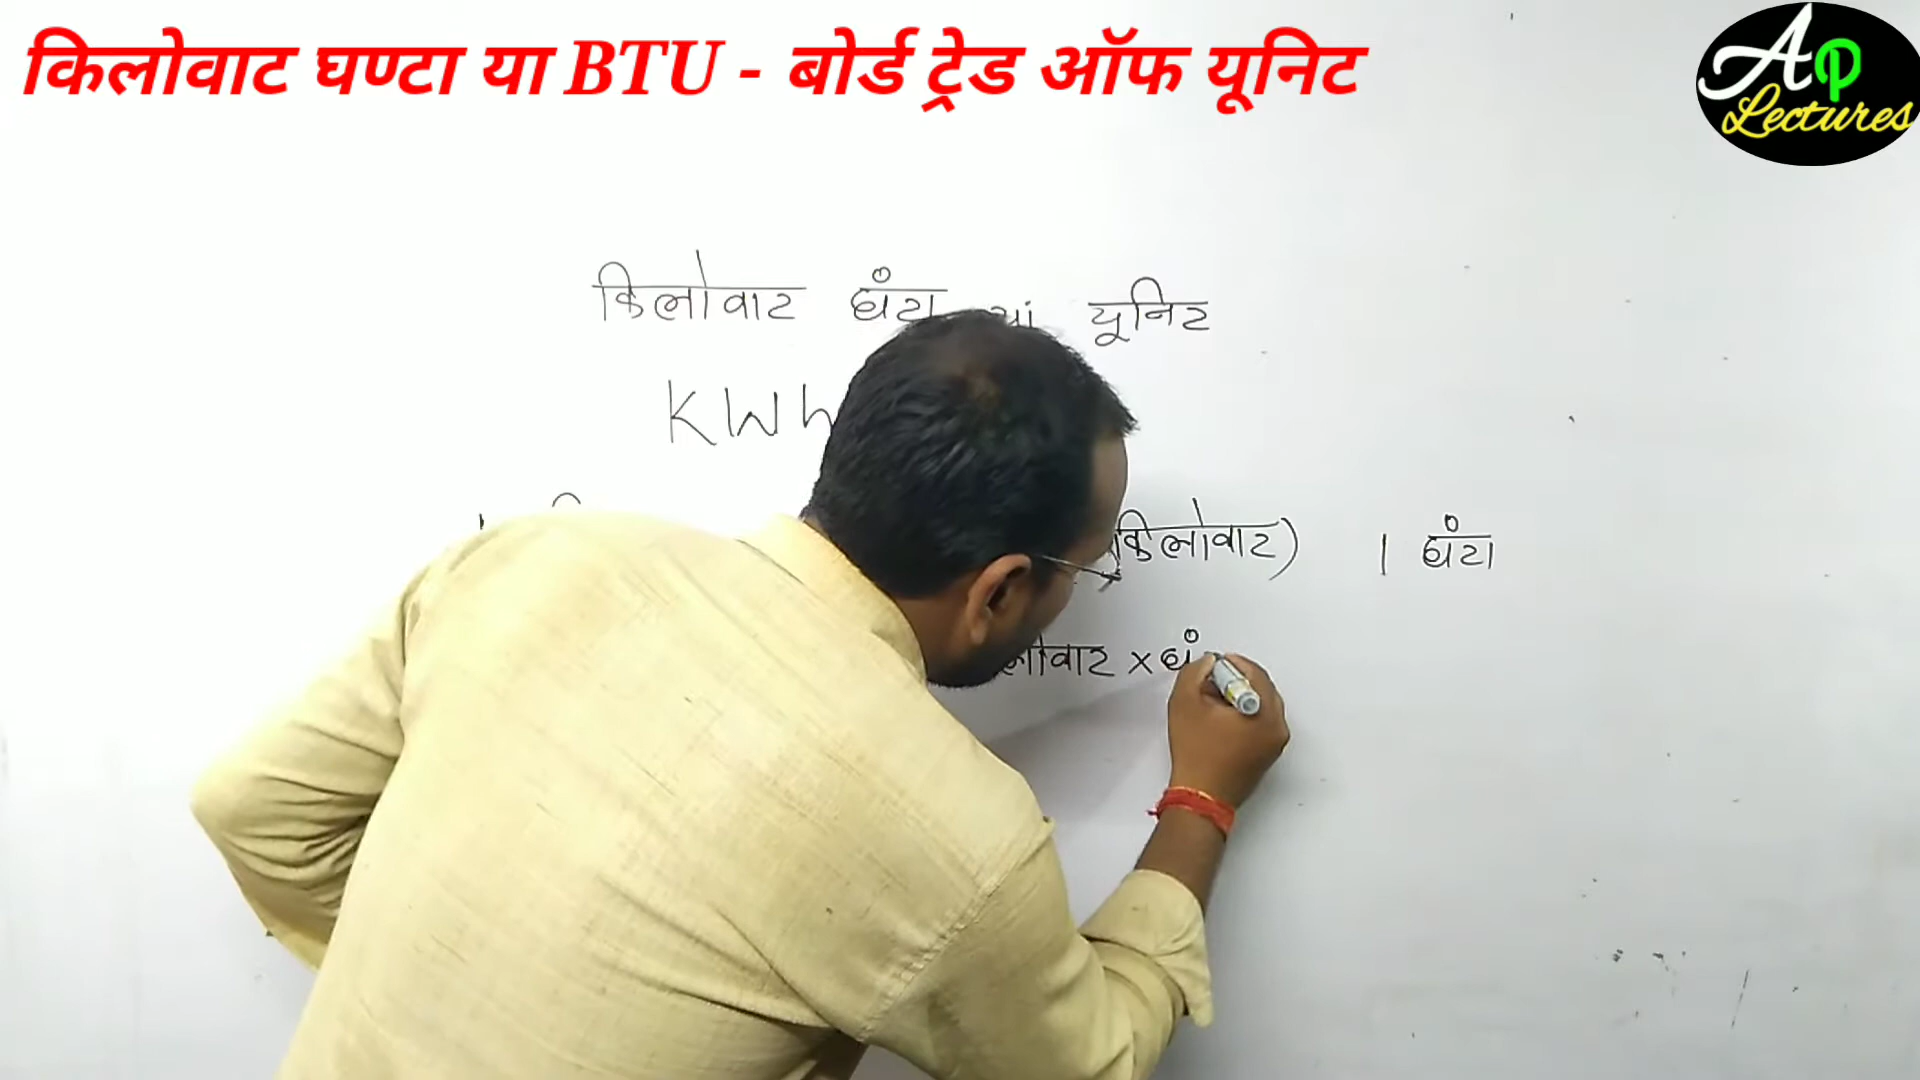 किलोवाट घण्टा या BTU - बोर्ड ट्रेड ऑफ यूनिट
Ap
Lectures
किलोवाट घंटा यां यूनिट
KWh
किलोवाट) 1 घंटा
× घं